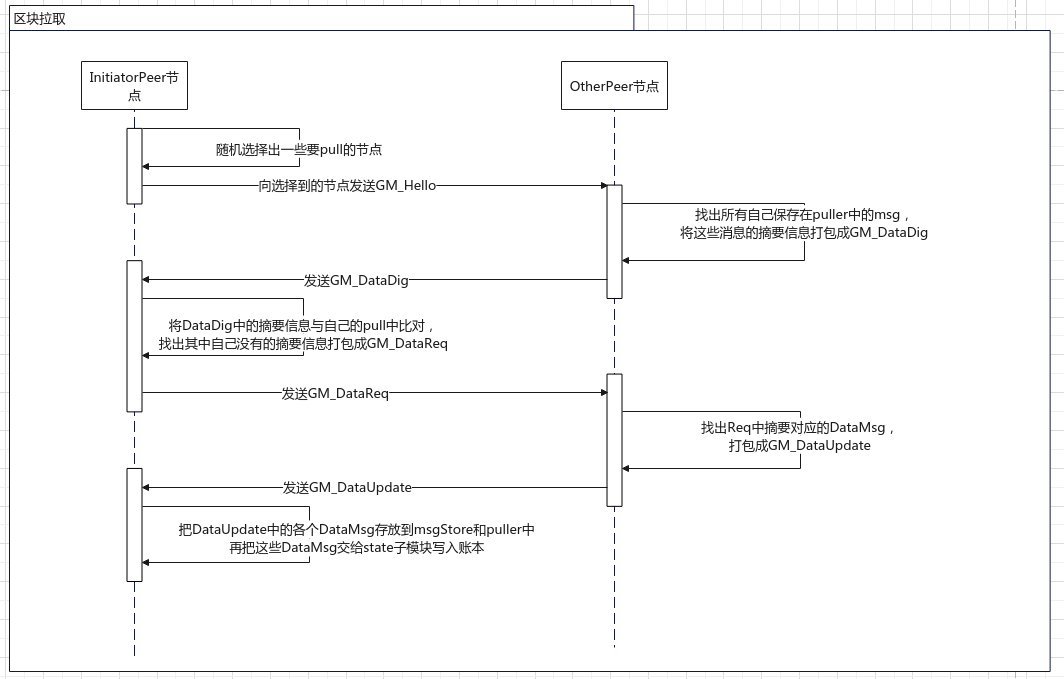 区块拉取
InitiatorPeer节
点
OtherPeer节点
随机选择出一些要pull的节点
向选择到的节点发送GM_Hello
找出所有自己保存在puller中的msg，
将这些消息的摘要信息打包成GM_DataDig
发送GM_DataDig
将DataDig中的摘要信息与自己的pull中比对，
找出其中自己没有的摘要信息打包成GM_DataReq
发送GM_DataReq
找出Req中摘要对应的DataMsg，
打包成GM_DataUpdate
发送GM_DataUpdate
把DataUpdate中的各个DataMsg存放到msgStore和puller中
再把这些DataMsg交给state子模块写入账本